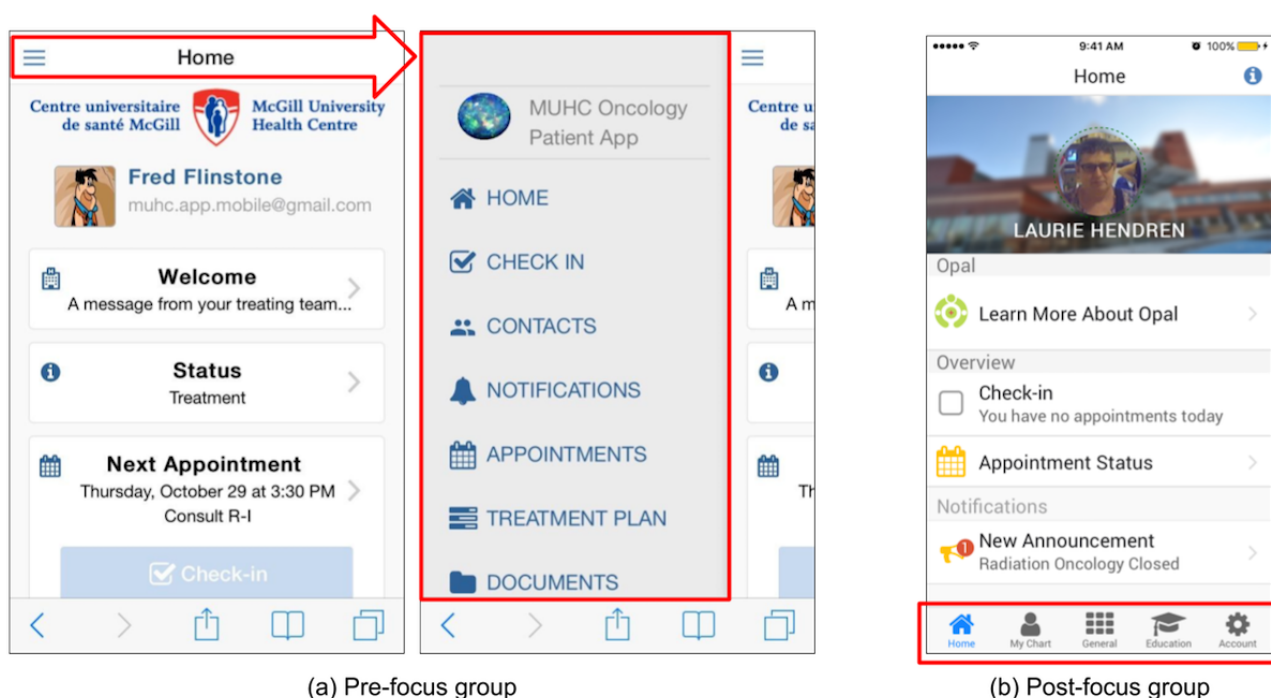 Home
Centre universitaire
de santé McGill
McGill University
Health Centre
Fred Flinstone
muhc.app.mobile@gmail.com
Welcome
A message from your treating team...
Status
Treatment
Next Appointment
Thursday, October 29 at 3:30 PM
Consult R-I
Check-in
MUHC Oncology
Patient App
HOME
CHECK IN
CONTACTS
NOTIFICATIONS
APPOINTMENTS
TREATMENT PLAN
DOCUMENTS
Centre u
de sa
A m
Th
(a) Pre-focus group
9:41 AM
100%
Home
LAURIE HENDREN
Opal
Learn More About Opal
Overview
Check-in
You have no appointments today
Appointment Status
Notifications
1
New Announcement
Radiation Oncology Closed
Home
My Chart
General
Education
Account
(b) Post-focus group